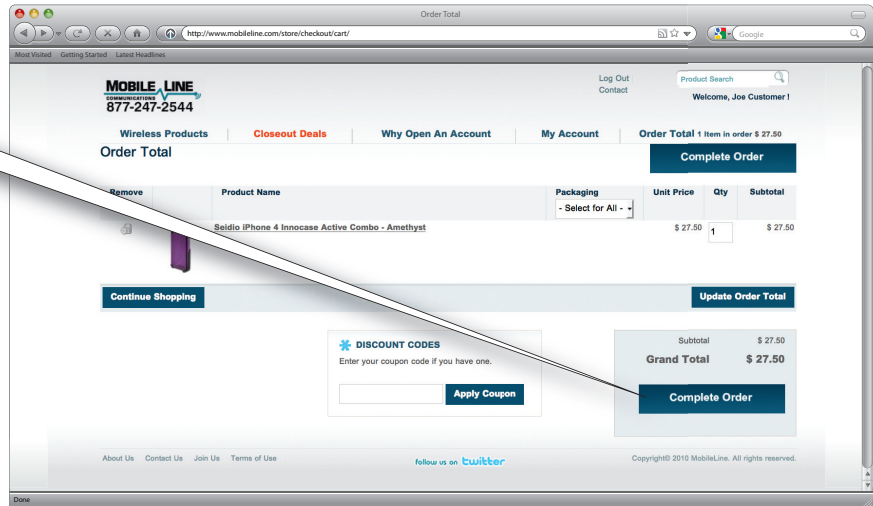 Order Total
http://www.mobileline.com/store/checkout/cart/
Google
Most Visited Getting Started Latest Headlines
MOBILE LINE
COMMUNICATIONS
877-247-2544
Log Out
Contact
Product Search
Welcome, Joe Customer !
Wireless Products Closeout Deals Why Open An Account My Account Order Total 1 Item in order $ 27.50
Order Total
Complete Order
Remove Product Name Packaging Unit Price Qty Subtotal
- Select for All -
Seidio iPhone 4 Innocase Active Combo - Amethyst $ 27.50 1 $ 27.50
Continue Shopping Update Order Total
DISCOUNT CODES
Enter your coupon code if you have one.
Apply Coupon
Subtotal $ 27.50
Grand Total $ 27.50
Complete Order
About Us Contact Us Join Us Terms of Use follow us on twitter Copyright© 2010 MobileLine. All rights reserved.
Done